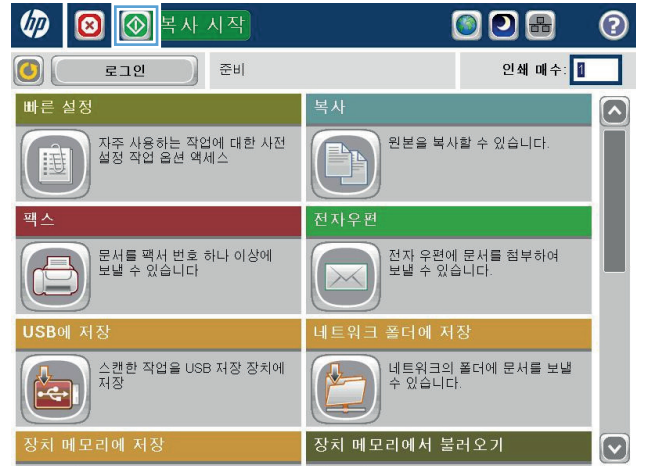 hp
복사 시작
?
로그인
준비
인쇄 매수: 1
빠른 설정
자주 사용하는 작업에 대한 사전
설정 작업 옵션 액세스
복사
원본을 복사할 수 있습니다.
팩스
문서를 팩서 번호 하나 이상에
보낼 수 있습니다
전자우편
전자 우편에 문서를 첨부하여
보낼 수 있습니다.
USB에 저장
스캔한 작업을 USB 저장 장치에
저장
네트워크 폴더에 저장
네트워크의 폴더에 문서를 보낼
수 있습니다.
장치 메모리에 저장
장치 메모리에서 불러오기